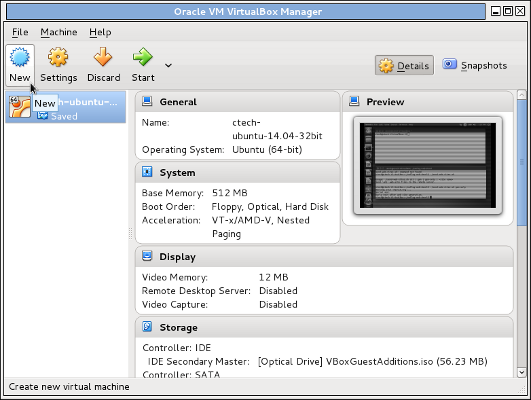 Oracle VM VirtualBox Manager
File Machine Help
New Settings Discard Start
Details Snapshots
New
Saved
General
Name: ctech-
ubuntu-14.04-32bit
Operating System: Ubuntu (64-bit)
Preview
System
Base Memory: 512 MB
Boot Order: Floppy, Optical, Hard Disk
Acceleration: VT-x/AMD-V, Nested
Paging
Display
Video Memory: 12 MB
Remote Desktop Server: Disabled
Video Capture: Disabled
Storage
Controller: IDE
IDE Secondary Master: [Optical Drive] VBoxGuestAdditions.iso (56.23 MB)
Controller: SATA
Create new virtual machine